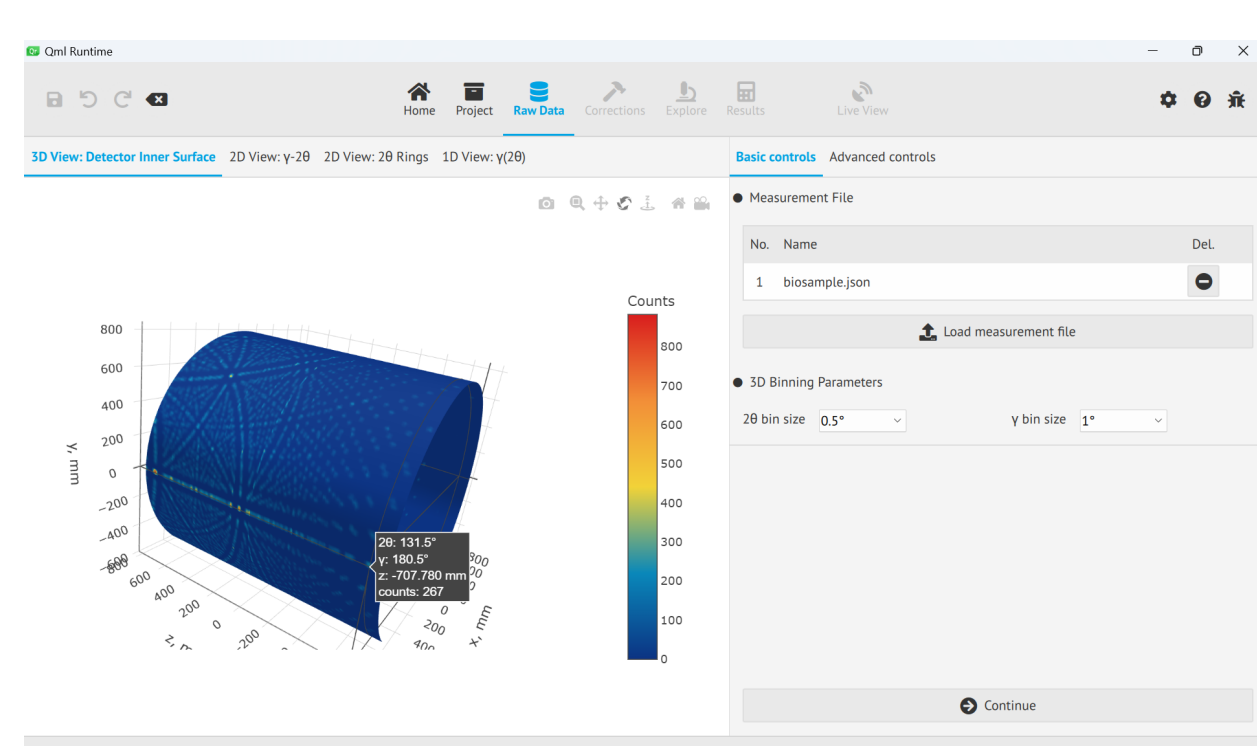 Qml Runtime
Home Project Raw Data Corrections Explore Results Live View
3D View: Detector Inner Surface 2D View: γ-2θ 2D View: 2θ Rings 1D View: γ(2θ)
Basic controls Advanced controls
Measurement File
No. Name Del.
1 biosample.json
Load measurement file
3D Binning Parameters
2θ bin size 0.5° γ bin size 1°
Continue
Counts
800
700
600
500
400
300
200
100
0
800
600
400
200
0
−200
−400
y, mm
600
400
200
0
−200
2θ: 131.5°
γ: 180.5°
z: -707.780 mm
counts: 267
0
200
400
x, mm